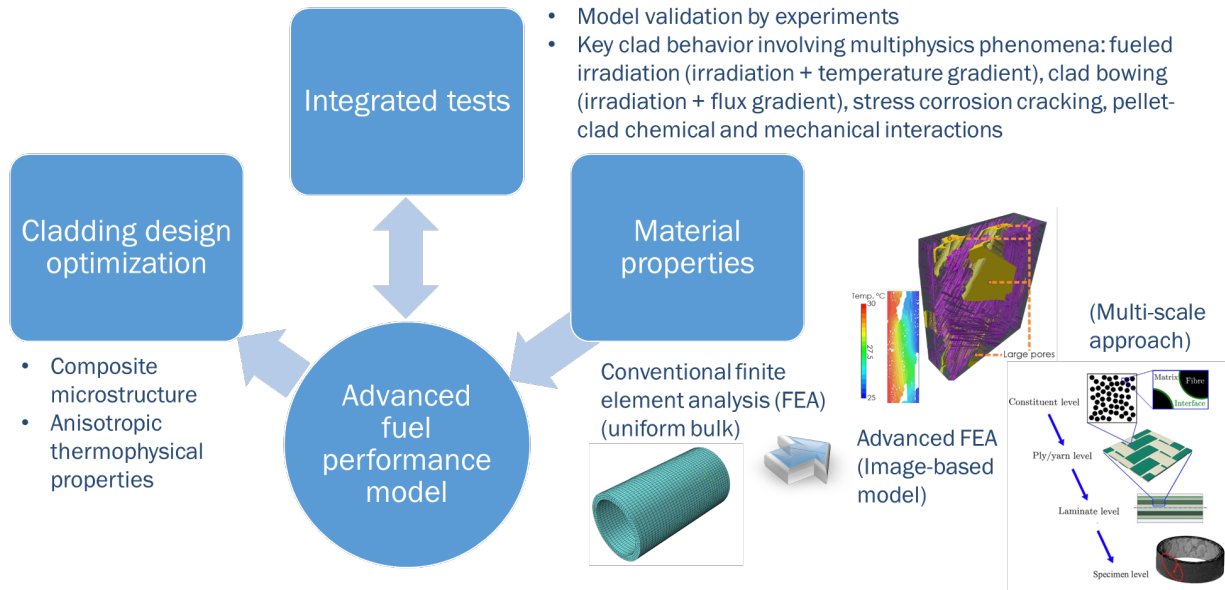 • Model validation by experiments
• Key clad behavior involving multiphysics phenomena: fueled
irradiation (irradiation + temperature gradient), clad bowing
(irradiation + flux gradient), stress corrosion cracking, pellet-
clad chemical and mechanical interactions
Integrated tests
Cladding design
optimization
Material
properties
• Composite
microstructure
• Anisotropic
thermophysical
properties
Advanced
fuel
performance
model
Conventional finite
element analysis (FEA)
(uniform bulk)
Temp. °C
30
27.5
25
Large pores
Advanced FEA
(Image-based
model)
(Multi-scale
approach)
Matrix
Fibre
Interface
Constituent level
Ply/yarn level
Laminate level
Specimen level